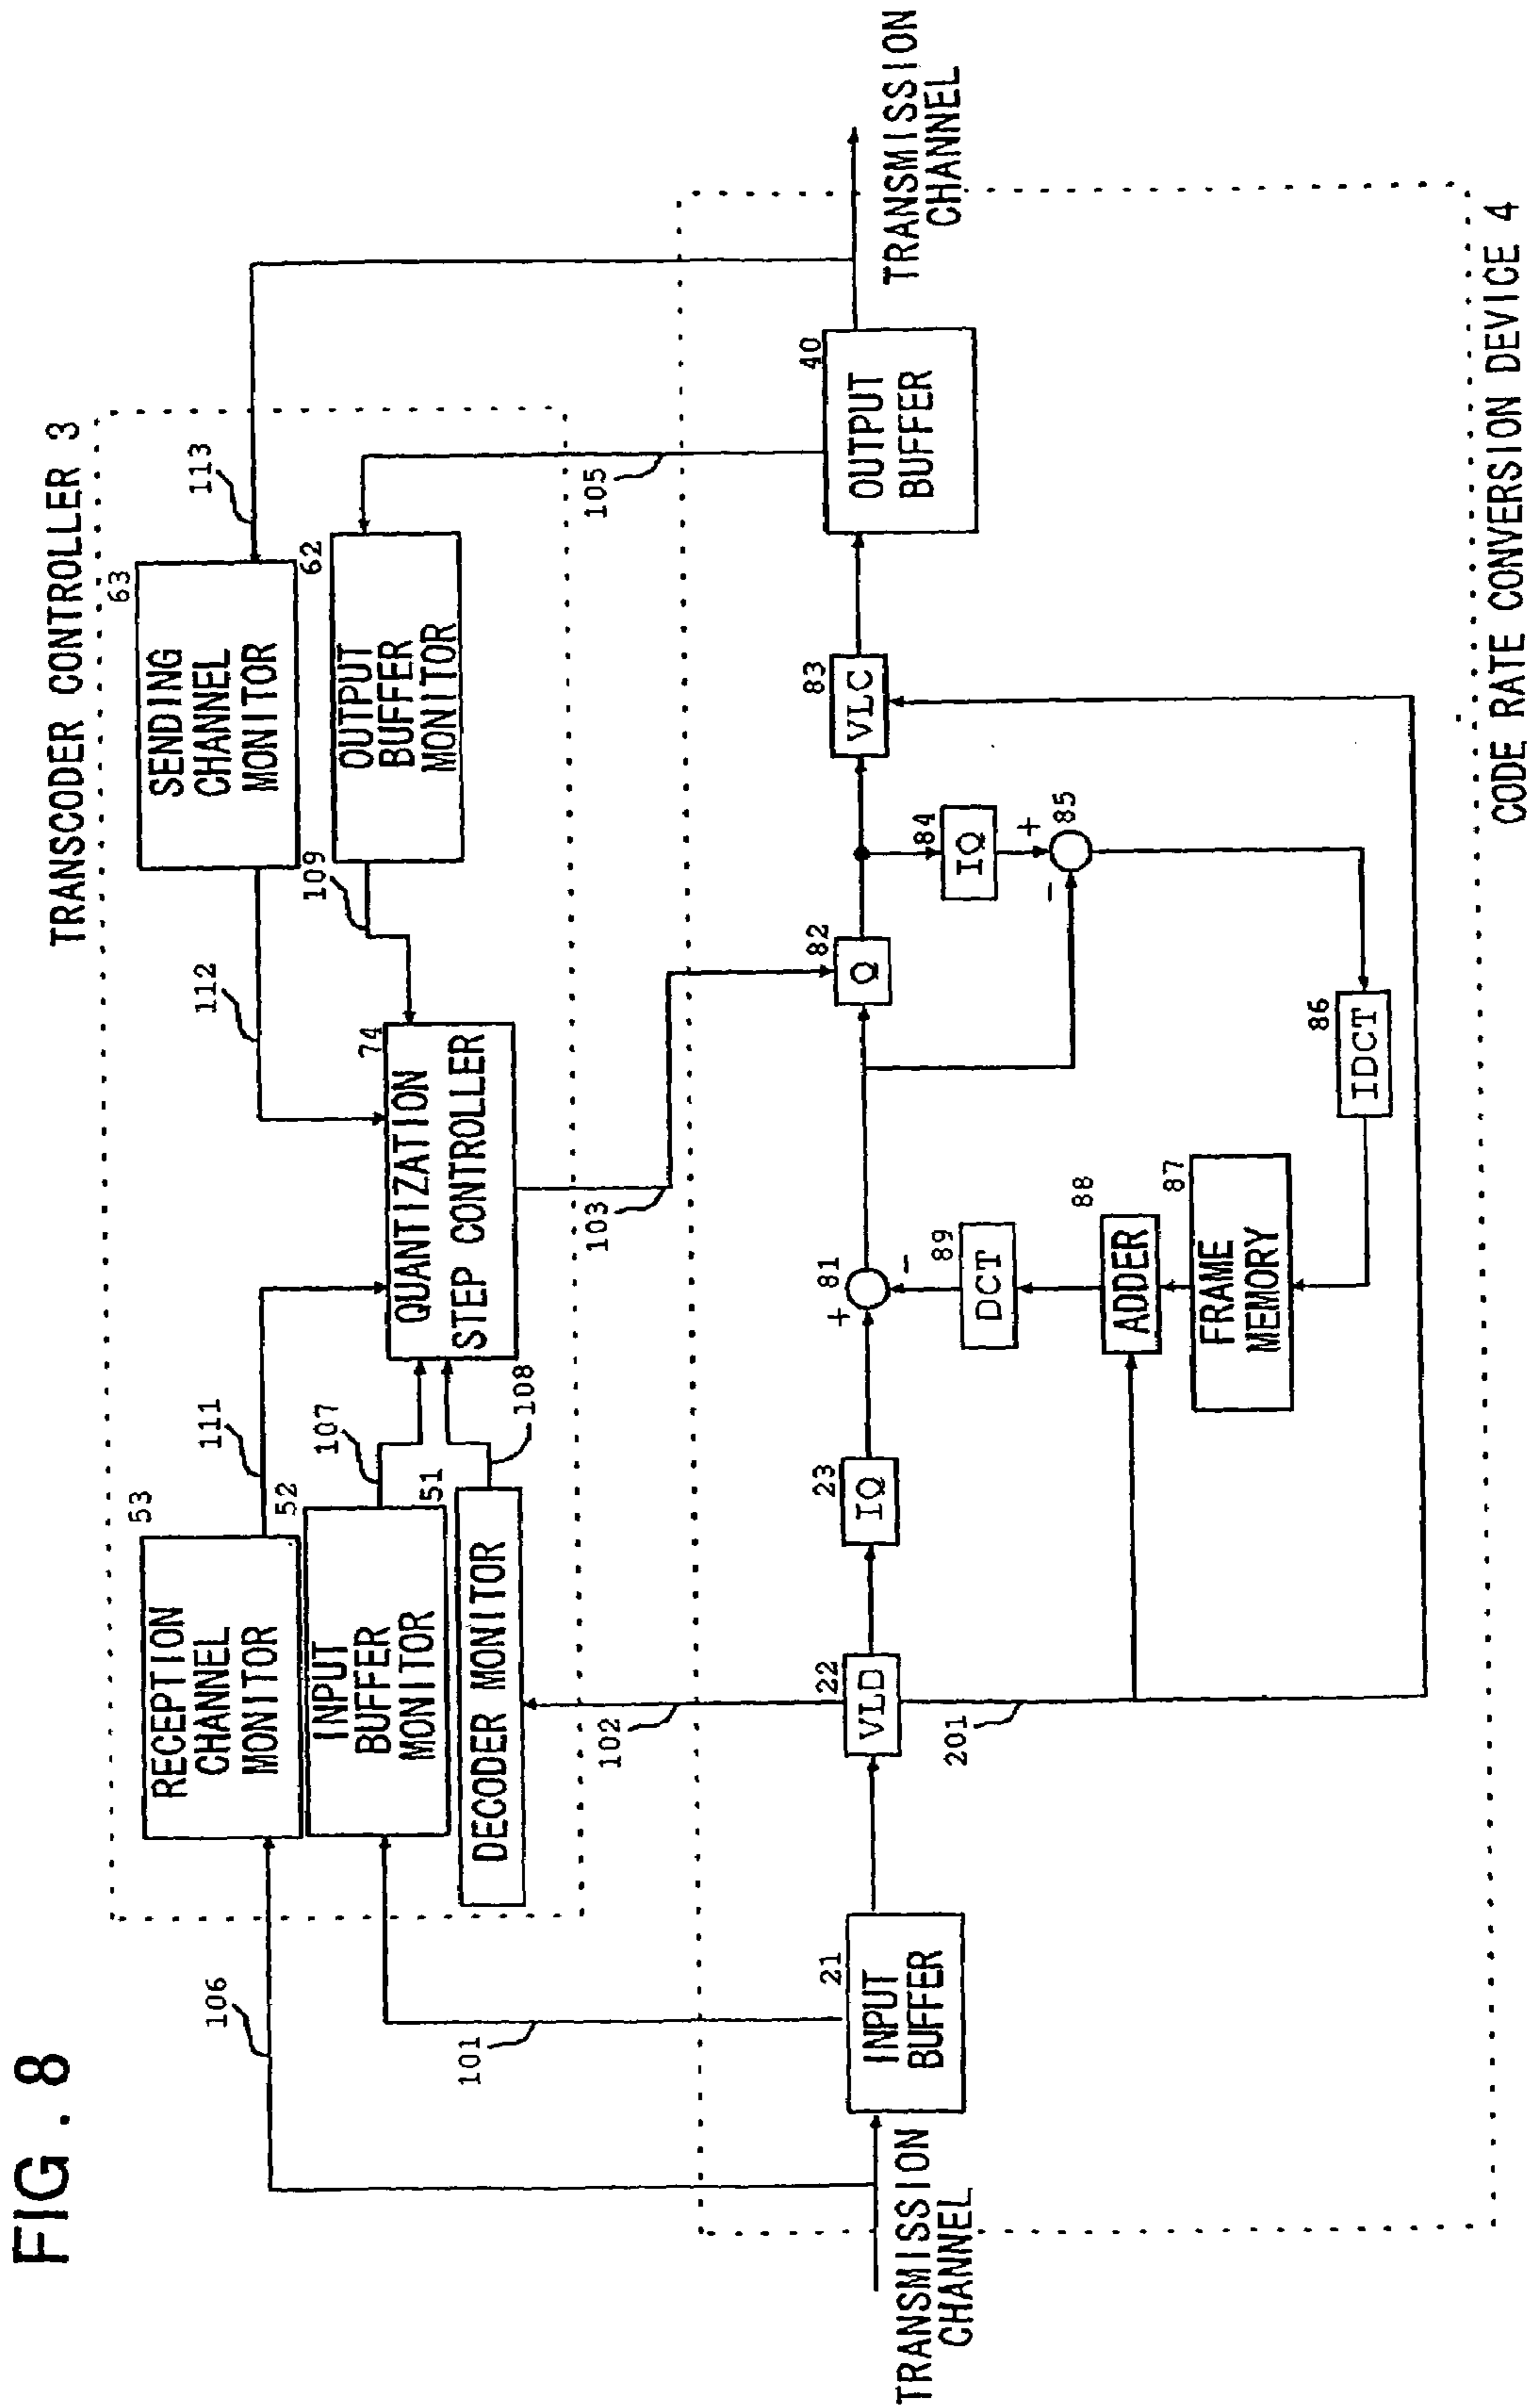 FIG. 8
TRANSCODER CONTROLLER 3
106
53
RECEPTION
CHANNEL
MONITOR
111
52
INPUT
BUFFER
MONITOR
107
51
DECODER MONITOR
108
112
74
QUANTIZATION
STEP CONTROLLER
63
SENDING
CHANNEL
MONITOR
113
62
OUTPUT
BUFFER
MONITOR
109
101
102
103
105
TRANSMISSION
CHANNEL
21
INPUT
BUFFER
22
VLD
201
23
IQ
+
81
-
82
Q
83
VLC
40
OUTPUT
BUFFER
TRANSMISSION
CHANNEL
84
IQ
+
85
-
89
DCT
88
ADDER
87
FRAME
MEMORY
86
IDCT
CODE RATE CONVERSION DEVICE 4